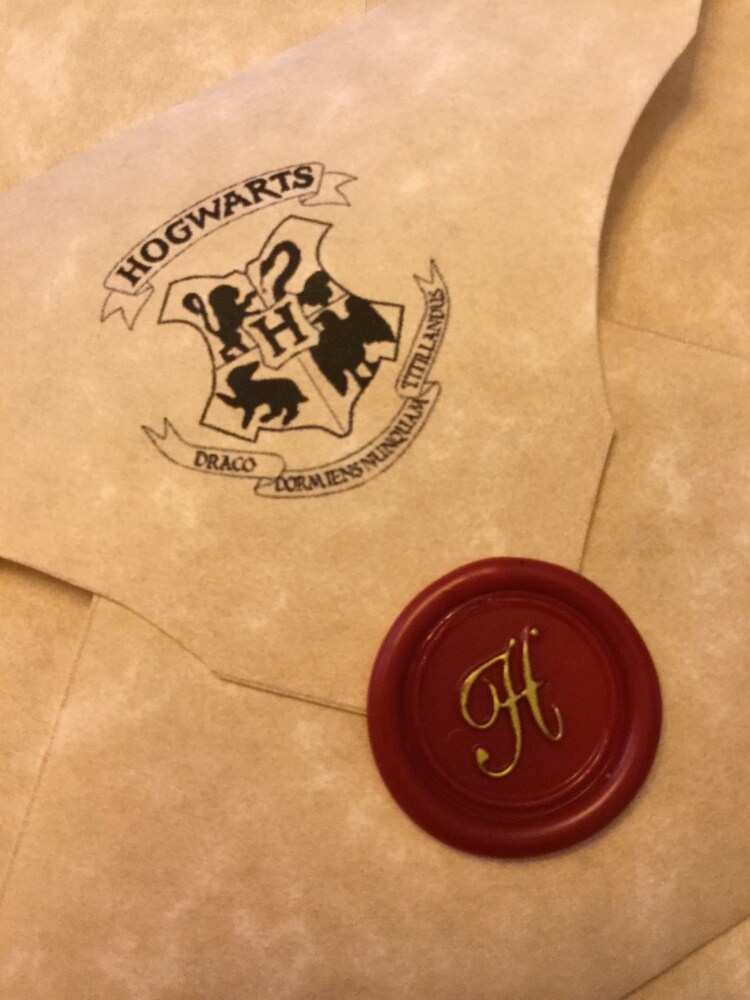 HOGWARTS
H
DRACO
DORMIENS NUNQUAM
TITILLANDUS
H